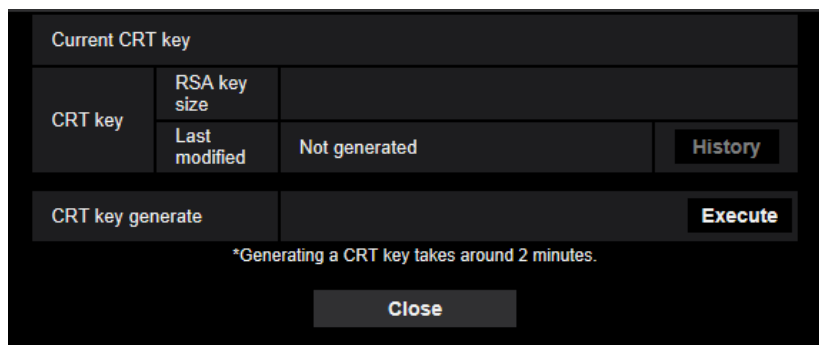 Current CRT key
CRT key
RSA key
size
Last
modified
Not generated
History
CRT key generate
Execute
*Generating a CRT key takes around 2 minutes.
Close